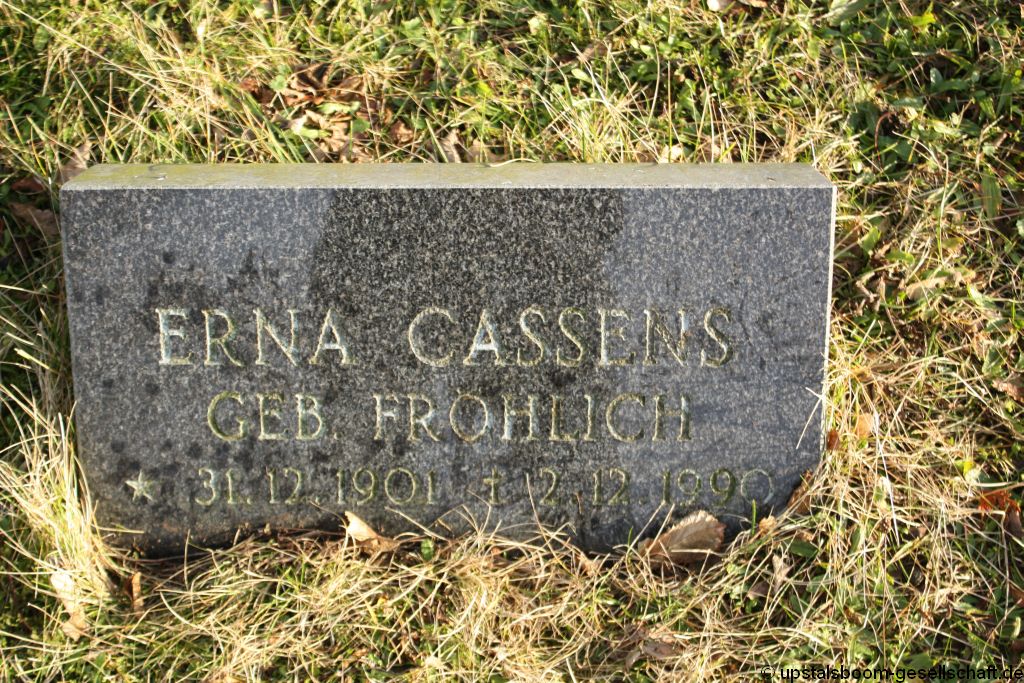 ERNA CASSENS
GEB. FRÖHLICH
★ 31.12.1901 ✝ 2.12.1990
© upstalsboom-gesellschaft.de